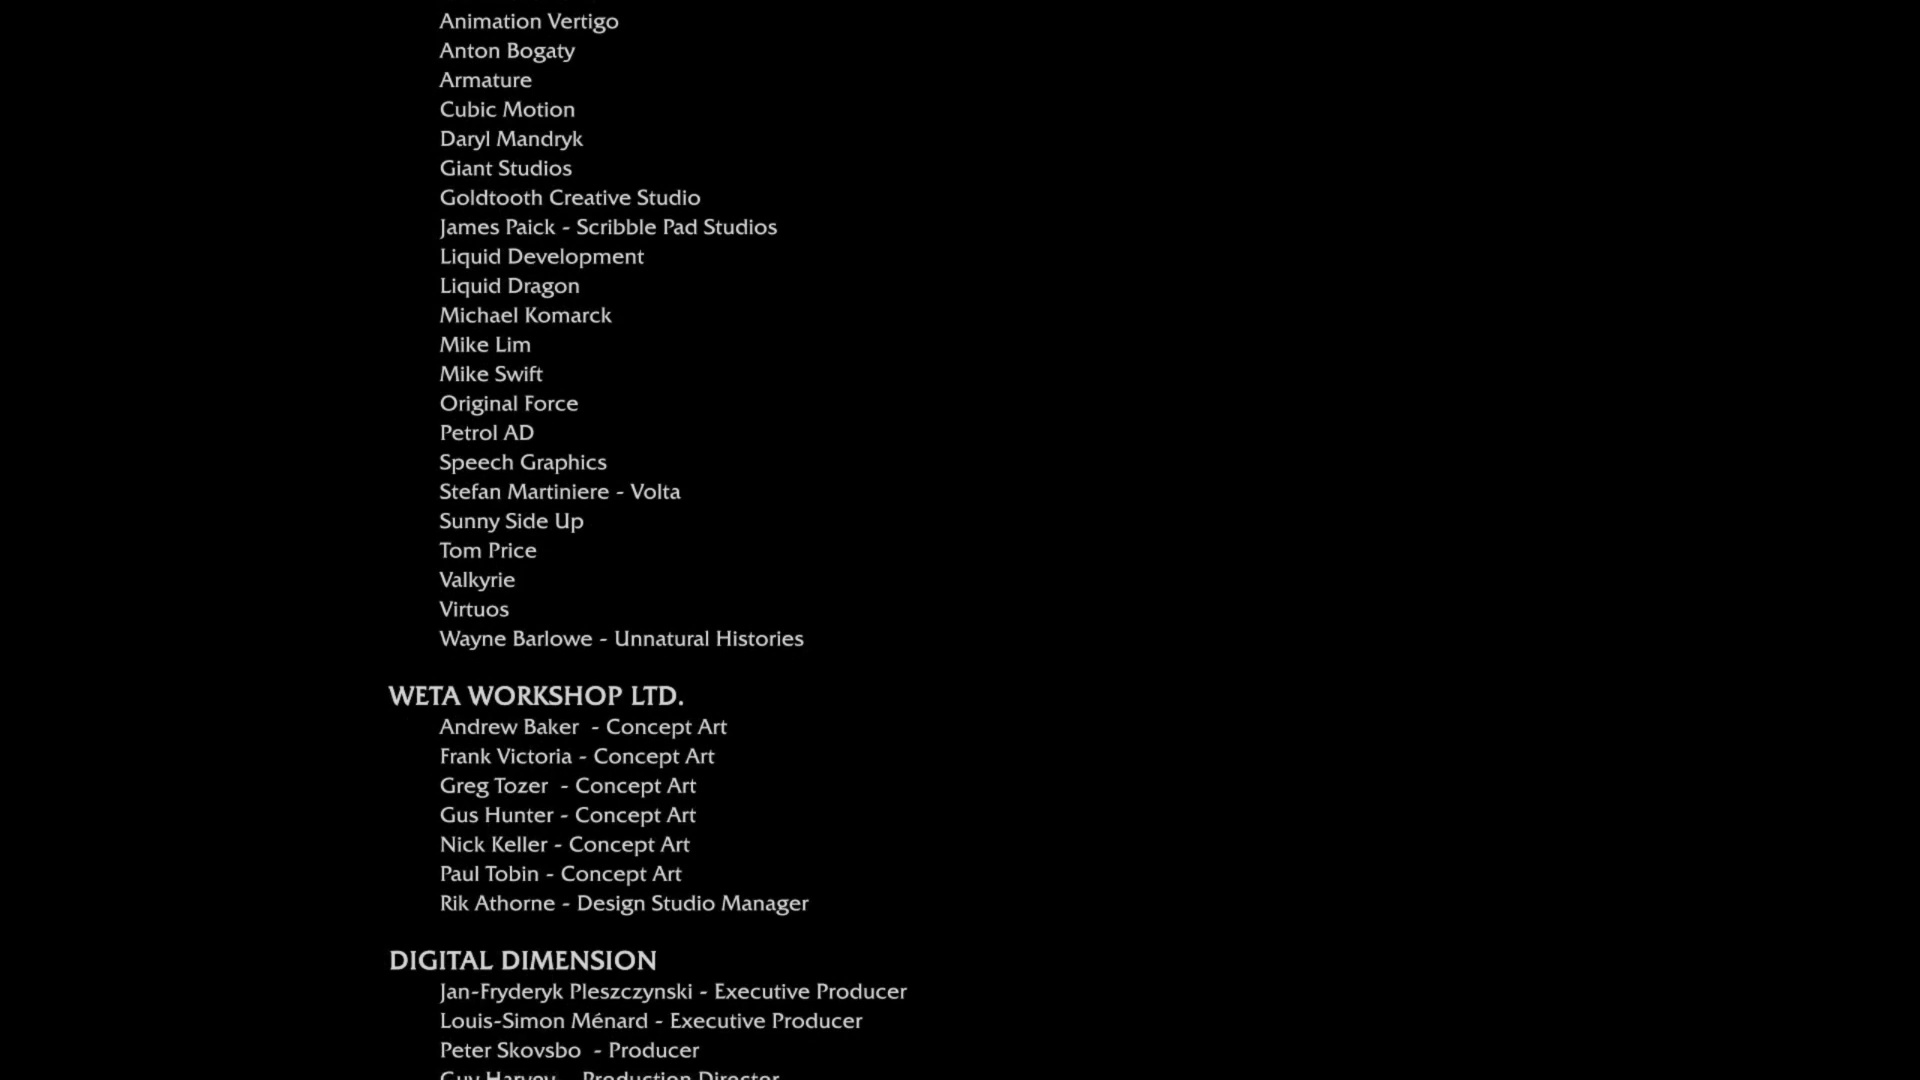 Animation Vertigo
Anton Bogaty
Armature
Cubic Motion
Daryl Mandryk
Giant Studios
Goldtooth Creative Studio
James Paick - Scribble Pad Studios
Liquid Development
Liquid Dragon
Michael Komarck
Mike Lim
Mike Swift
Original Force
Petrol AD
Speech Graphics
Stefan Martiniere - Volta
Sunny Side Up
Tom Price
Valkyrie
Virtuos
Wayne Barlowe - Unnatural Histories
WETA WORKSHOP LTD.
Andrew Baker  - Concept Art
Frank Victoria - Concept Art
Greg Tozer  - Concept Art
Gus Hunter - Concept Art
Nick Keller - Concept Art
Paul Tobin - Concept Art
Rik Athorne - Design Studio Manager
DIGITAL DIMENSION
Jan-Fryderyk Pleszczynski - Executive Producer
Louis-Simon Ménard - Executive Producer
Peter Skovsbo  - Producer
Guy Harvey  - Production Director